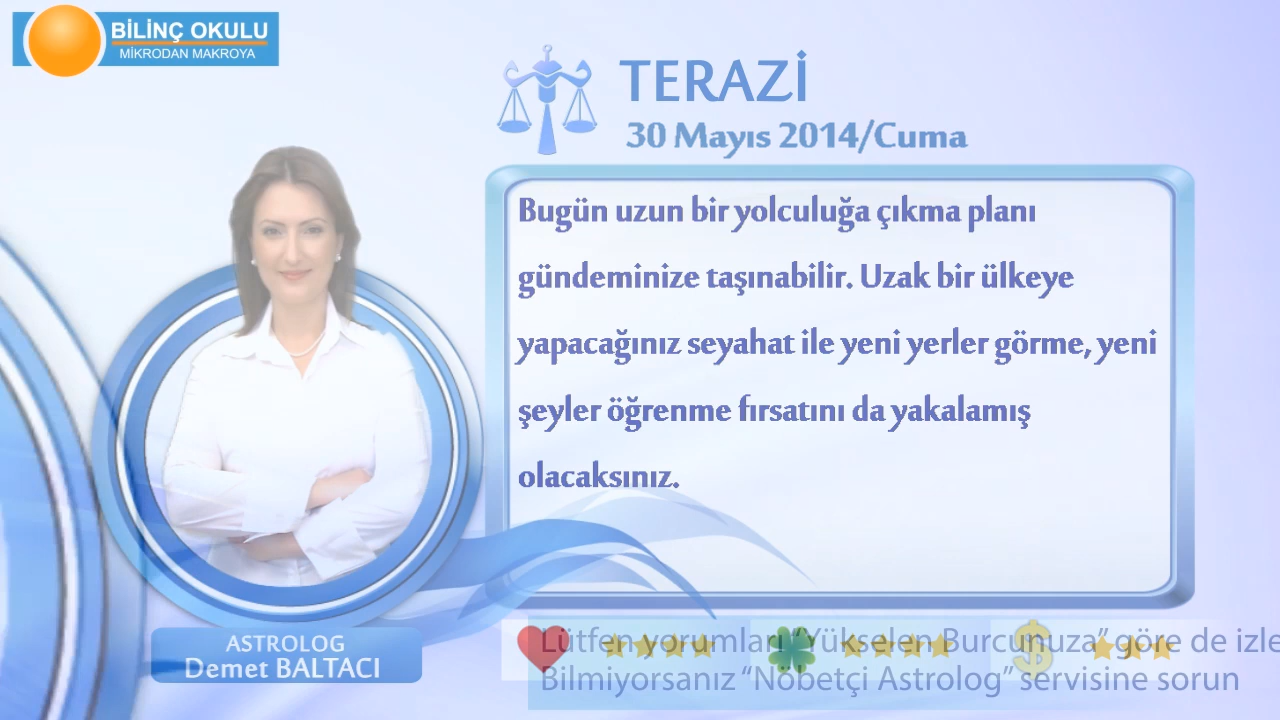 BİLİNÇ OKULU
MİKRODAN MAKROYA
TERAZİ
30 Mayıs 2014/Cuma
Bugün uzun bir yolculuğa çıkma planı
gündeminize taşınabilir. Uzak bir ülkeye
yapacağınız seyahat ile yeni yerler görme, yeni
şeyler öğrenme fırsatını da yakalamış
olacaksınız.
ASTROLOG
Demet BALTACI
Lütfen yorumları “Yükselen Burcunuza” göre de izle
Bilmiyorsanız “Nöbetçi Astrolog” servisine sorun